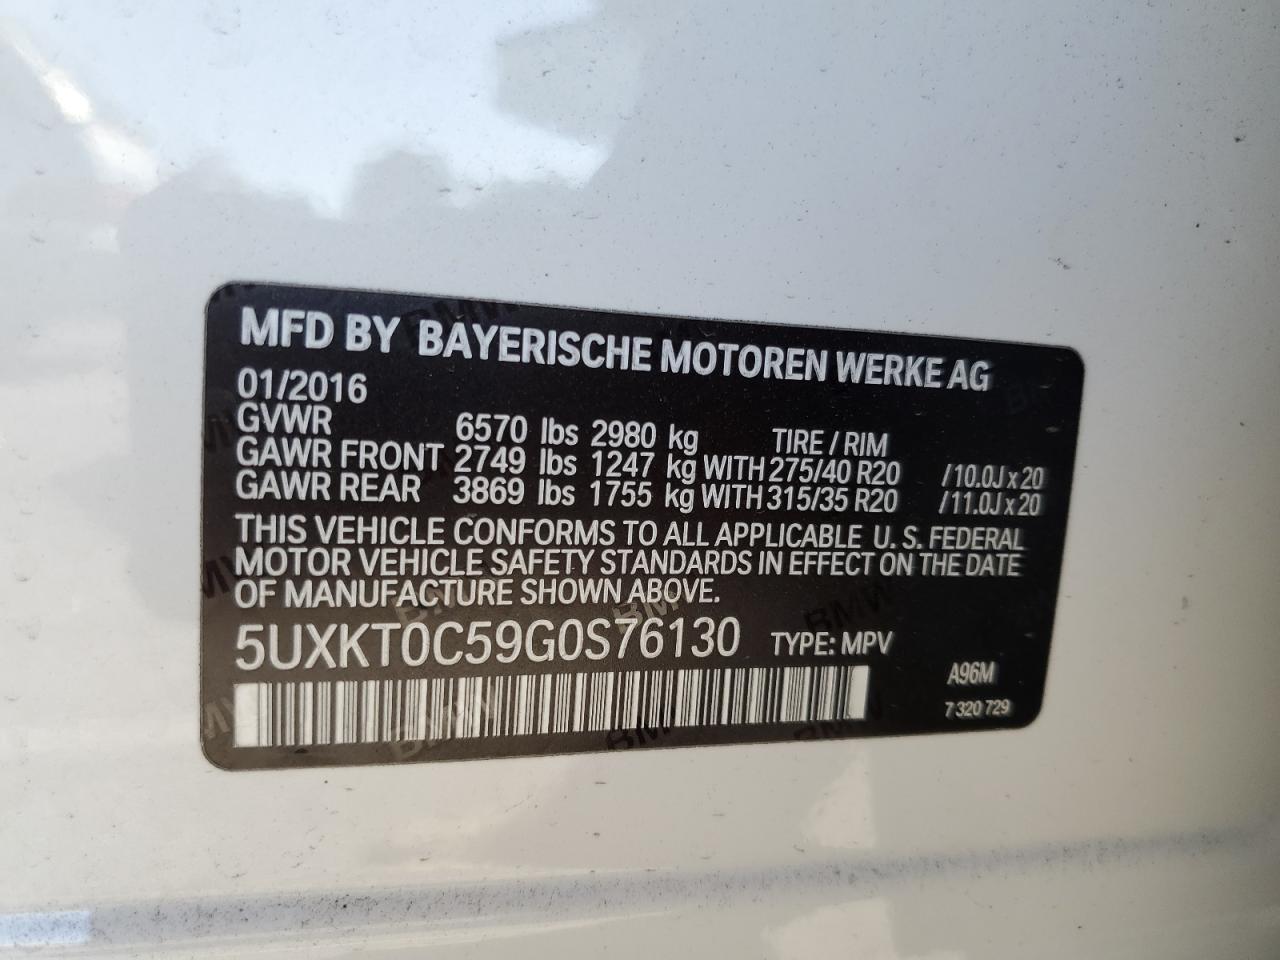 MFD BY BAYERISCHE MOTOREN WERKE AG
01/2016
GVWR 6570 lbs 2980 kg TIRE / RIM
GAWR FRONT 2749 lbs 1247 kg WITH 275/40 R20 /10.0J x 20
GAWR REAR 3869 lbs 1755 kg WITH 315/35 R20 /11.0J x 20
THIS VEHICLE CONFORMS TO ALL APPLICABLE U. S. FEDERAL
MOTOR VEHICLE SAFETY STANDARDS IN EFFECT ON THE DATE
OF MANUFACTURE SHOWN ABOVE.
5UXKT0C59G0S76130 TYPE: MPV
A96M
7 320 729